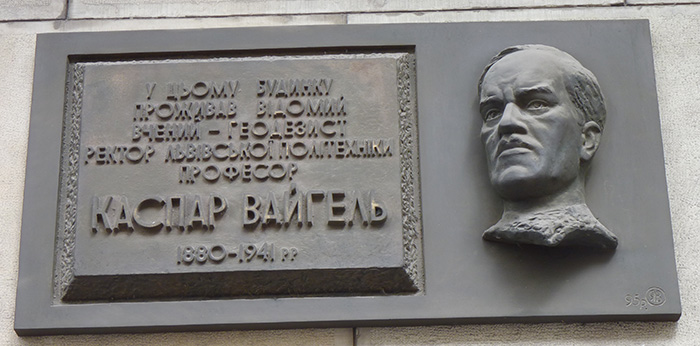 У ЦЬОМУ БУДИНКУ
ПРОЖИВАВ ВІДОМИЙ
ВЧЕНИЙ – ГЕОДЕЗИСТ
РЕКТОР ЛЬВІВСЬКОЇ ПОЛІТЕХНІКИ
ПРОФЕСОР
КАСПАР ВАЙГЕЛЬ
1880–1941 РР